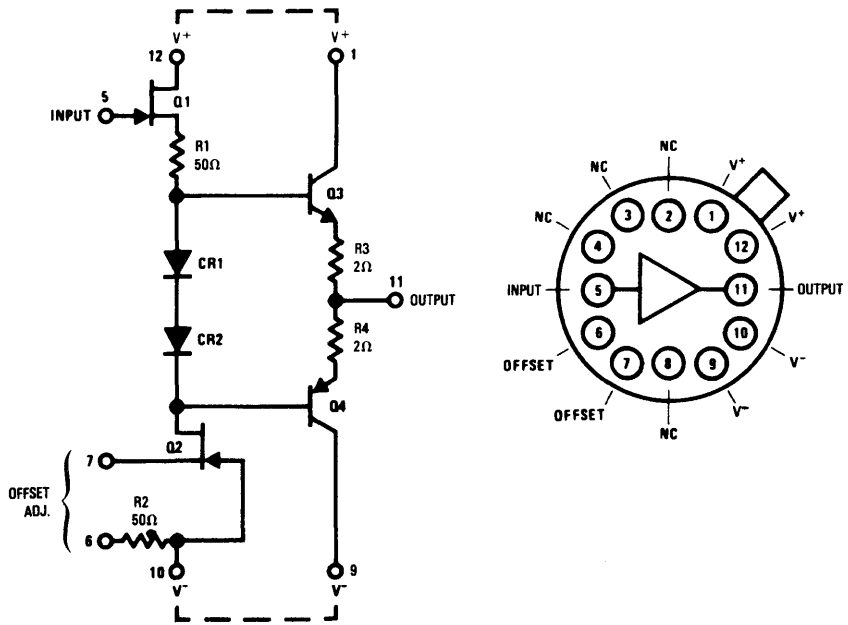 V+
V+
12
1
5
Q1
INPUT
R1
50Ω
Q3
CR1
R3
2Ω
11
OUTPUT
CR2
R4
2Ω
Q4
Q2
7
OFFSET
ADJ.
R2
50Ω
6
10
9
V-
V-
NC
NC
V+
NC
V+
3
2
1
4
12
INPUT
5
11
OUTPUT
6
10
OFFSET
7
8
9
V-
OFFSET
V-
NC